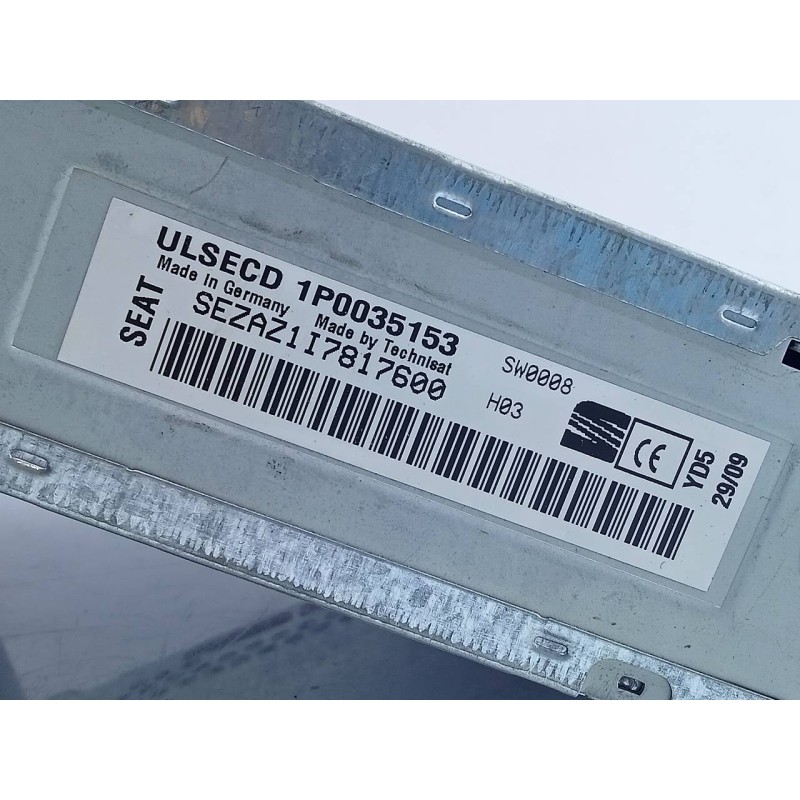 SEAT
ULSECD 1P0035153
Made in Germany Made by Technisat
SEZAZ1I7817600
SW0008
H03
CE
YD5
29/09